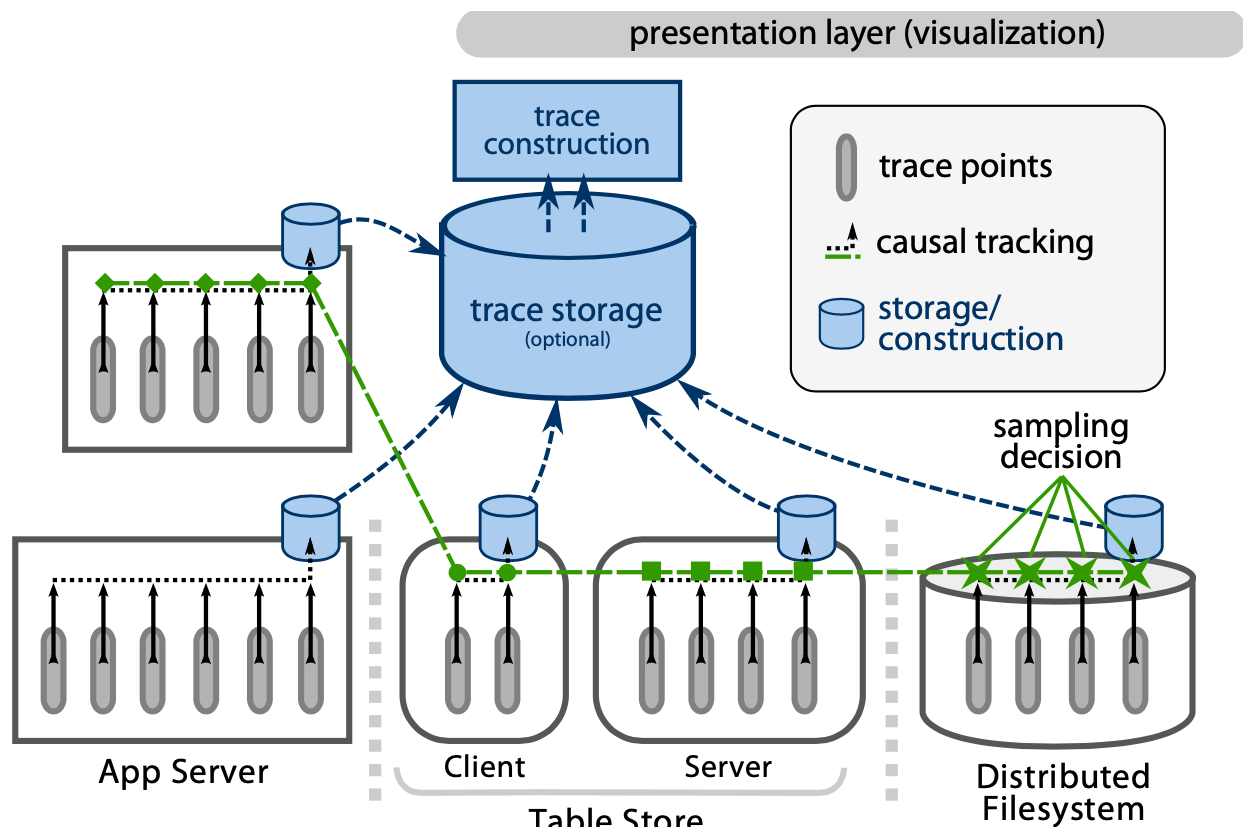 presentation layer (visualization)
trace
construction
trace points
causal tracking
storage/
construction
trace storage
(optional)
sampling
decision
App Server
Client
Server
Table Store
Distributed
Filesystem